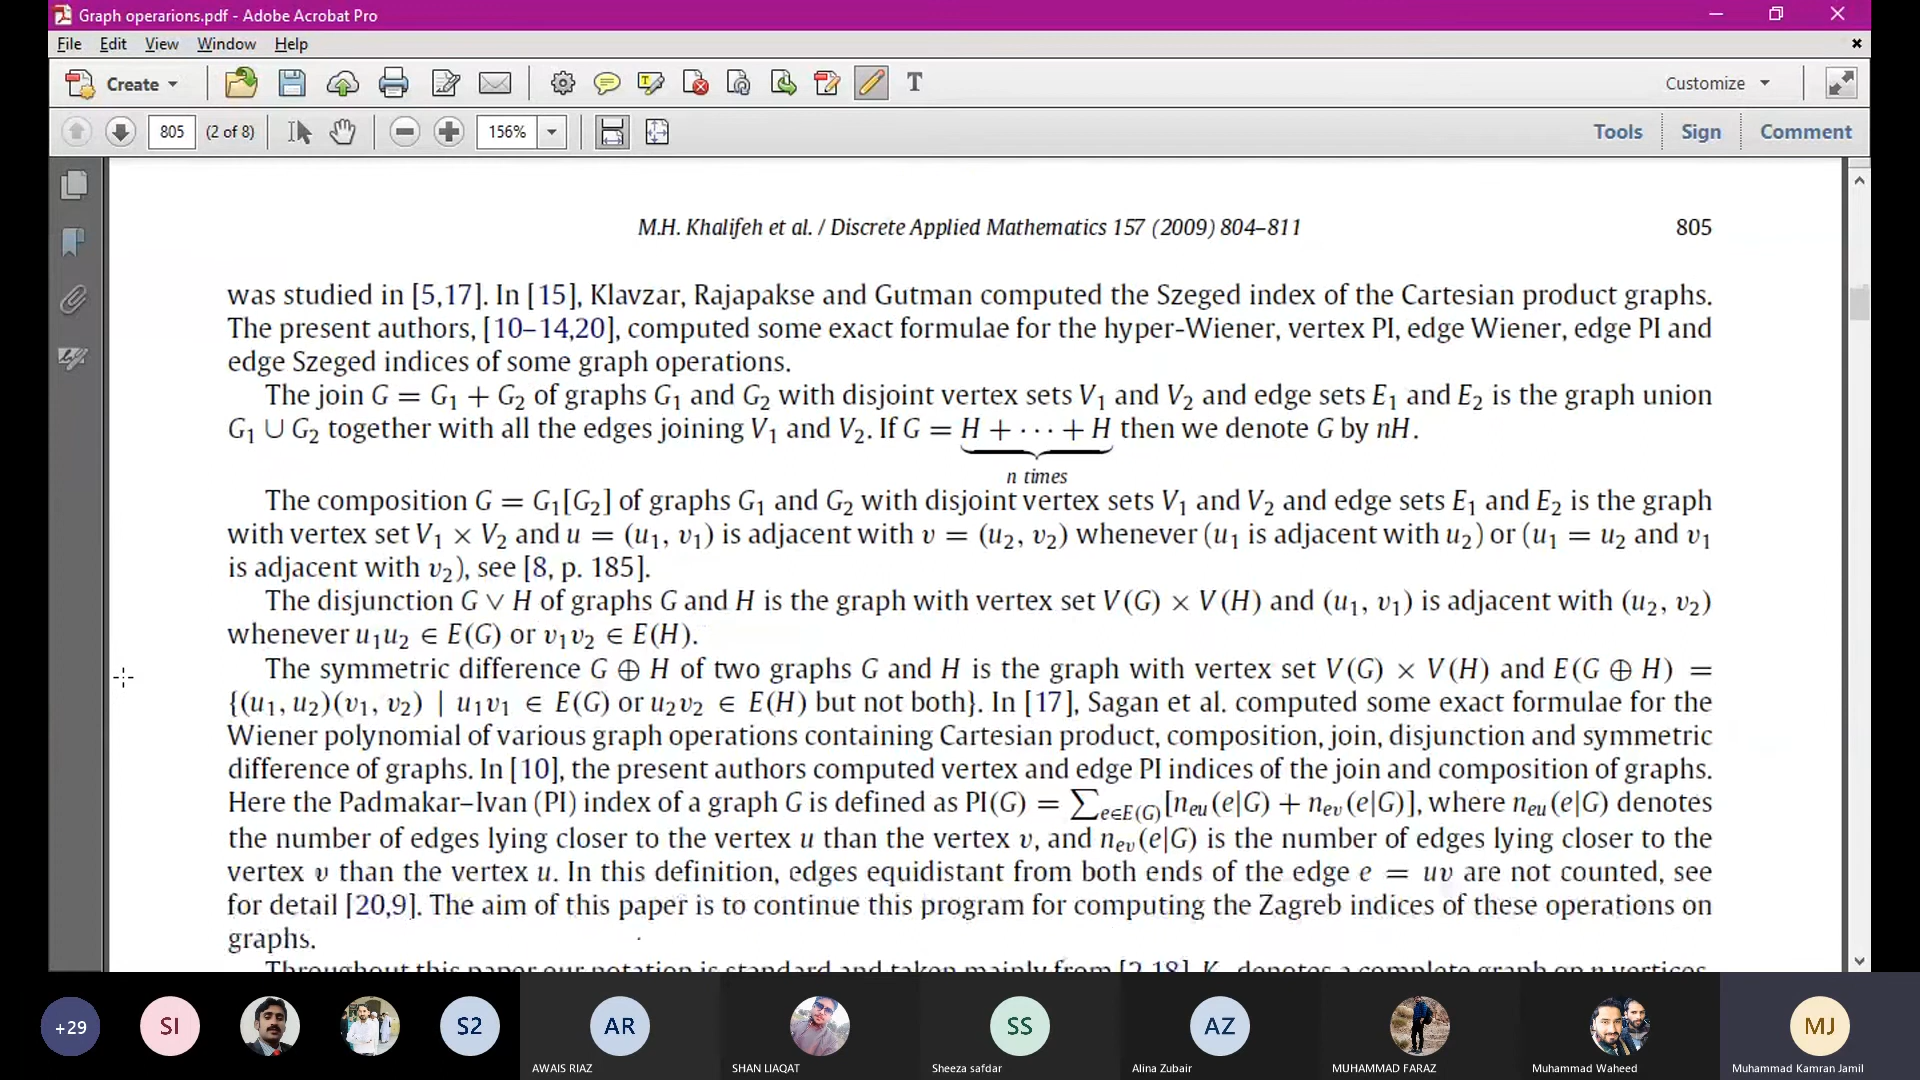 Graph operarions.pdf - Adobe Acrobat Pro
File Edit View Window Help
Create Customize
805 (2 of 8) 156% Tools Sign Comment
M.H. Khalifeh et al. / Discrete Applied Mathematics 157 (2009) 804–811 805
was studied in [5,17]. In [15], Klavzar, Rajapakse and Gutman computed the Szeged index of the Cartesian product graphs.
The present authors, [10–14,20], computed some exact formulae for the hyper-Wiener, vertex PI, edge Wiener, edge PI and
edge Szeged indices of some graph operations.
The join G = G₁ + G₂ of graphs G₁ and G₂ with disjoint vertex sets V₁ and V₂ and edge sets E₁ and E₂ is the graph union
G₁ ∪ G₂ together with all the edges joining V₁ and V₂. If G = H + ⋯ + H then we denote G by nH.
n times
The composition G = G₁[G₂] of graphs G₁ and G₂ with disjoint vertex sets V₁ and V₂ and edge sets E₁ and E₂ is the graph
with vertex set V₁ × V₂ and u = (u₁, v₁) is adjacent with v = (u₂, v₂) whenever (u₁ is adjacent with u₂) or (u₁ = u₂ and v₁
is adjacent with v₂), see [8, p. 185].
The disjunction G ∨ H of graphs G and H is the graph with vertex set V(G) × V(H) and (u₁, v₁) is adjacent with (u₂, v₂)
whenever u₁u₂ ∈ E(G) or v₁v₂ ∈ E(H).
The symmetric difference G ⊕ H of two graphs G and H is the graph with vertex set V(G) × V(H) and E(G ⊕ H) =
{(u₁, u₂)(v₁, v₂) | u₁v₁ ∈ E(G) or u₂v₂ ∈ E(H) but not both}. In [17], Sagan et al. computed some exact formulae for the
Wiener polynomial of various graph operations containing Cartesian product, composition, join, disjunction and symmetric
difference of graphs. In [10], the present authors computed vertex and edge PI indices of the join and composition of graphs.
Here the Padmakar–Ivan (PI) index of a graph G is defined as PI(G) = ∑e∈E(G)[neu(e|G) + nev(e|G)], where neu(e|G) denotes
the number of edges lying closer to the vertex u than the vertex v, and nev(e|G) is the number of edges lying closer to the
vertex v than the vertex u. In this definition, edges equidistant from both ends of the edge e = uv are not counted, see
for detail [20,9]. The aim of this paper is to continue this program for computing the Zagreb indices of these operations on
graphs.
Throughout this paper our notation is standard and taken mainly from [2,18]. Kₙ denotes a complete graph on n vertices
+29 SI S2 AR SS AZ MJ
AWAIS RIAZ SHAN LIAQAT Sheeza safdar Alina Zubair MUHAMMAD FARAZ Muhammad Waheed Muhammad Kamran Jamil